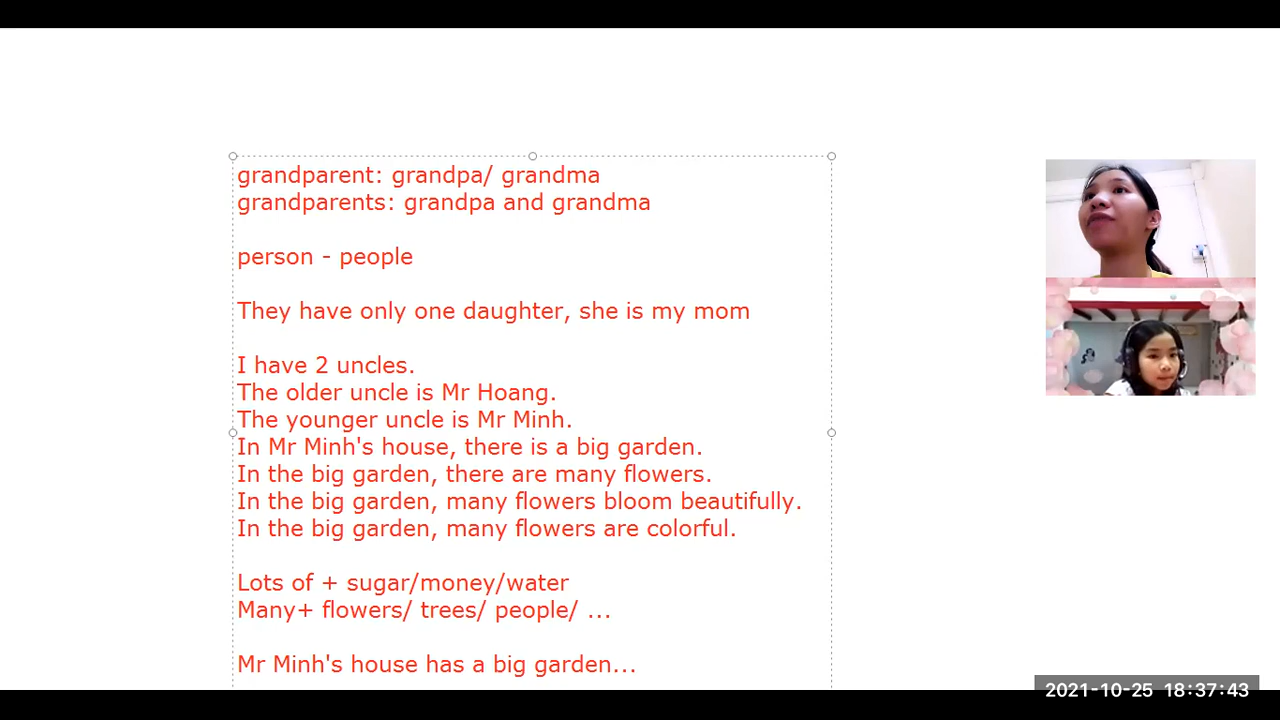 grandparent: grandpa/ grandma
grandparents: grandpa and grandma
person - people
They have only one daughter, she is my mom
I have 2 uncles.
The older uncle is Mr Hoang.
The younger uncle is Mr Minh.
In Mr Minh's house, there is a big garden.
In the big garden, there are many flowers.
In the big garden, many flowers bloom beautifully.
In the big garden, many flowers are colorful.
Lots of + sugar/money/water
Many+ flowers/ trees/ people/ ...
Mr Minh's house has a big garden...
2021-10-25 18:37:43